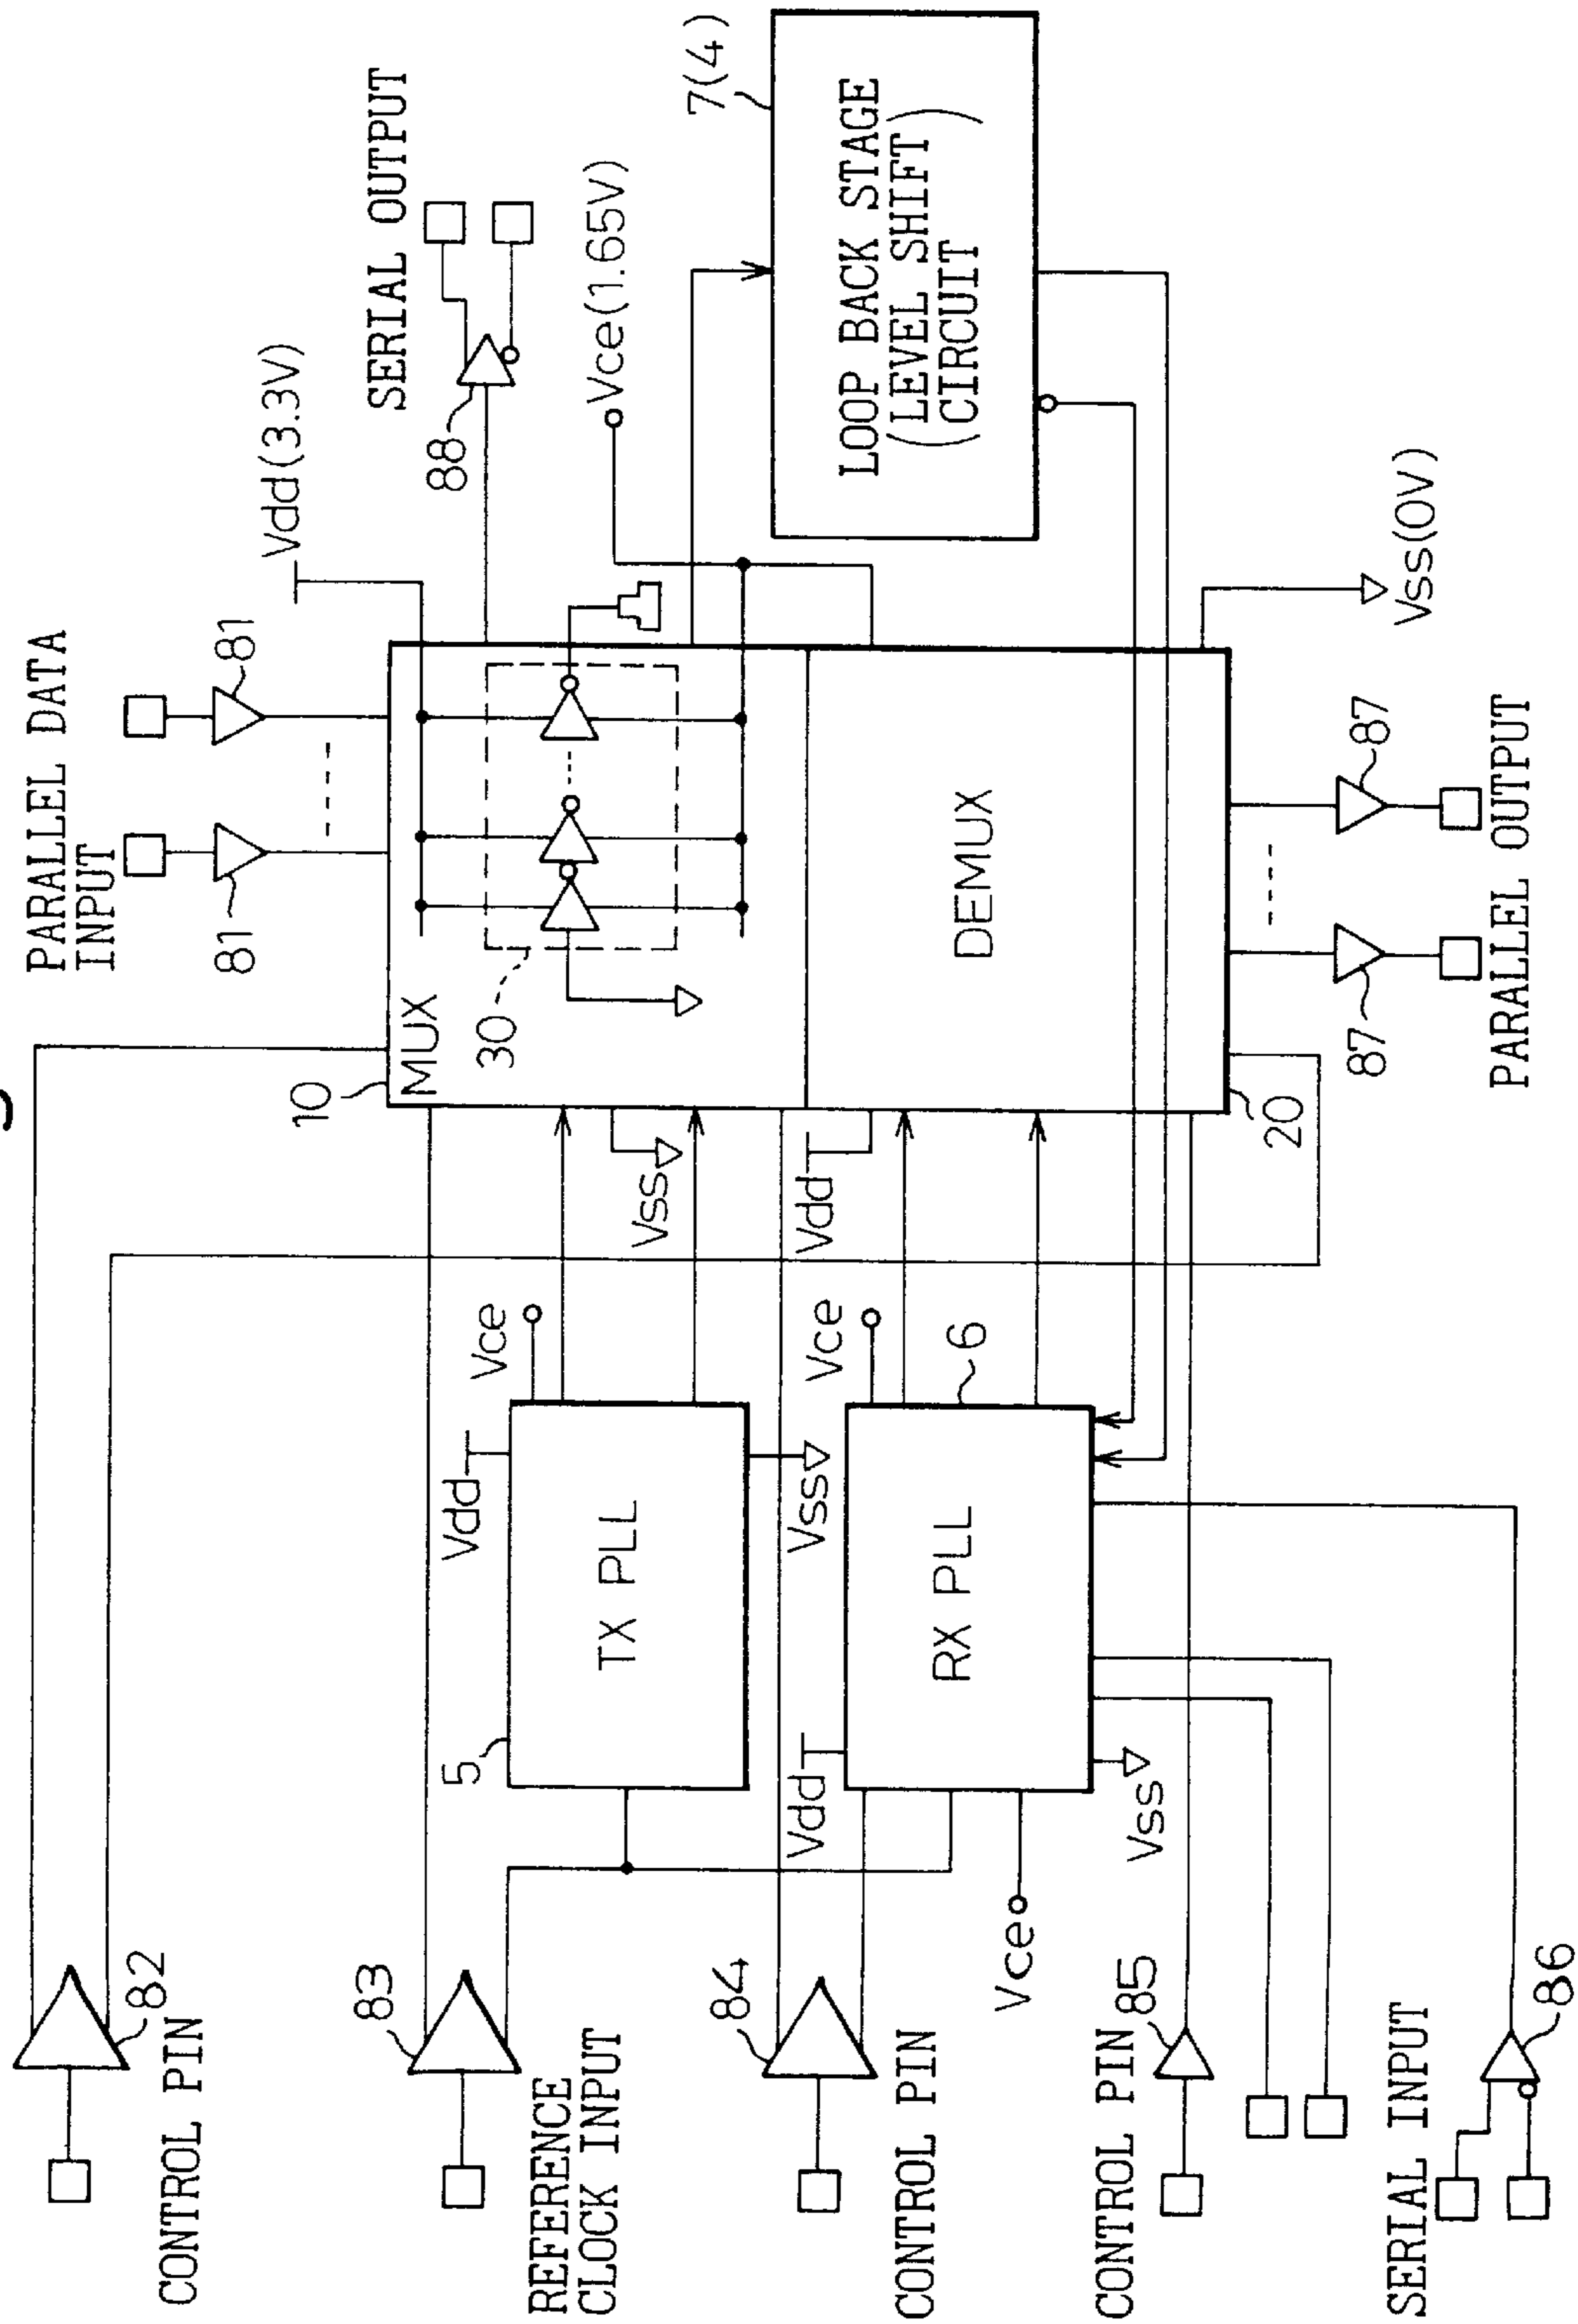 PARALLEL DATA
INPUT
81
81
Vdd(3.3V)
SERIAL OUTPUT
88
Vce(1.65V)
7(4)
LOOP BACK STAGE
(LEVEL SHIFT)
CIRCUIT
10
MUX
30
DEMUX
20
Vss(0V)
87
87
PARALLEL OUTPUT
Vss
Vdd
Vce
Vdd
TX PLL
5
Vss
Vce
6
RX PLL
Vdd
Vss
Vce
82
CONTROL PIN
83
REFERENCE
CLOCK INPUT
84
CONTROL PIN
85
CONTROL PIN
86
SERIAL INPUT